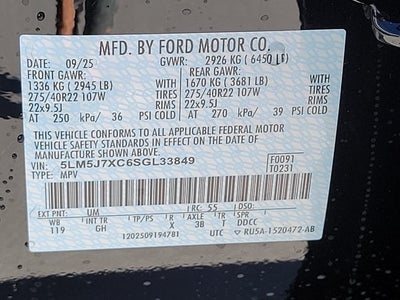 MFD. BY FORD MOTOR CO.
09/25 GVWR: 2926 KG ( 6450 LB)
FRONT GAWR: REAR GAWR:
1336 KG ( 2945 LB) WITH 1670 KG ( 3681 LB) WITH
275/40R22 107W TIRES 275/40R22 107W TIRES
22x9.5J RIMS 22x9.5J RIMS
AT 250 kPa/ 36 PSI COLD AT 270 kPa/ 39 PSI COLD
THIS VEHICLE CONFORMS TO ALL APPLICABLE FEDERAL MOTOR
VEHICLE SAFETY AND THEFT PREVENTION STANDARDS IN EFFECT ON THE
DATE OF MANUFACTURE SHOWN ABOVE.
VIN: 5LM5J7XC6SGL33849 F0091
TYPE: MPV T0231
EXT PNT: UM RC: 55 DSO:
WB INT TR TP/PS R AXLE TR SPR
119 GH X 3B T DDCC
1202509194781 UTC RU5A-1520472-AB